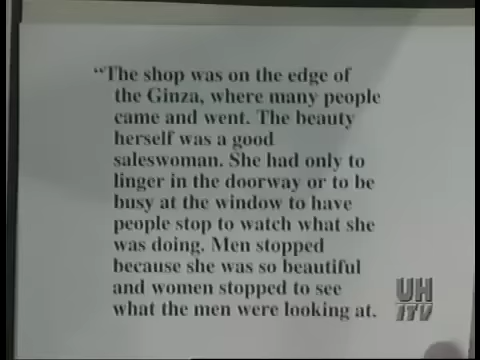 “The shop was on the edge of
the Ginza, where many people
came and went. The beauty
herself was a good
saleswoman. She had only to
linger in the doorway or to be
busy at the window to have
people stop to watch what she
was doing. Men stopped
because she was so beautiful
and women stopped to see
what the men were looking at.
UH
ITV